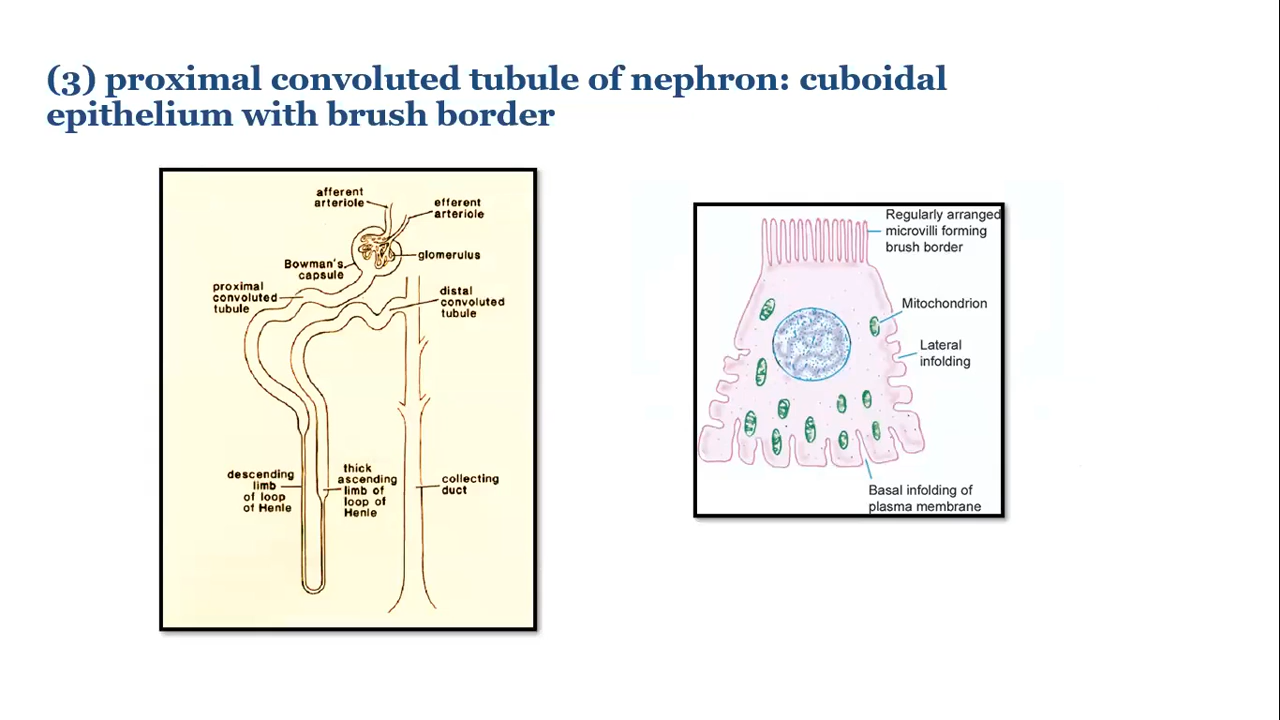 (3) proximal convoluted tubule of nephron: cuboidal
epithelium with brush border
afferent
arteriole
efferent
arteriole
Bowman's
capsule
glomerulus
proximal
convoluted
tubule
distal
convoluted
tubule
descending
limb
of loop
of Henle
thick
ascending
limb of
loop of
Henle
collecting
duct
Regularly arranged
microvilli forming
brush border
Mitochondrion
Lateral
infolding
Basal infolding of
plasma membrane